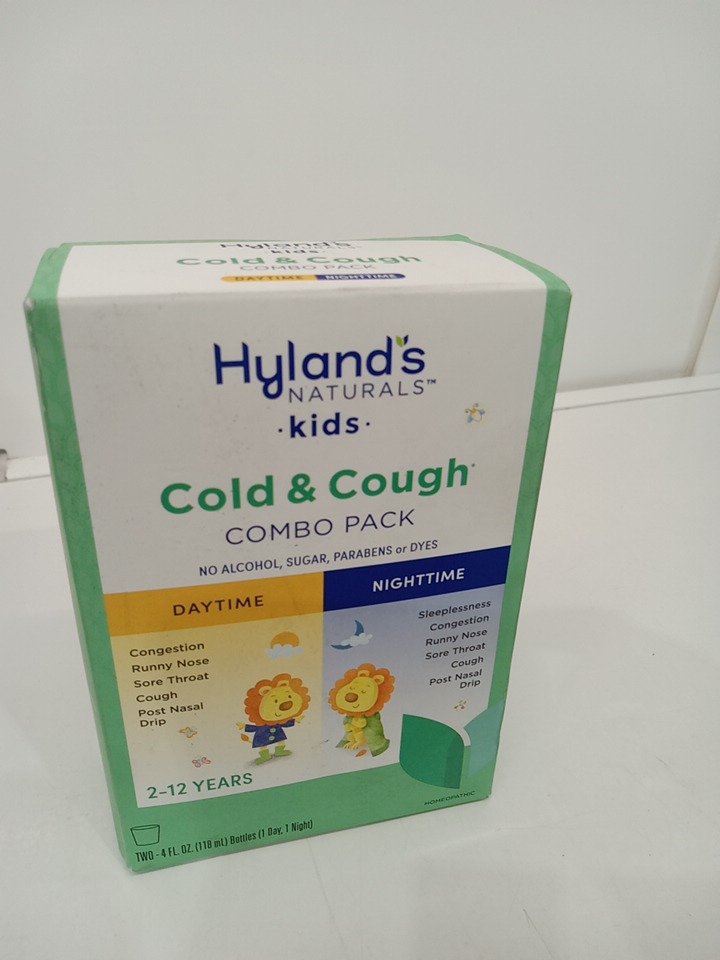 Hyland's
NATURALS™
kids
Cold & Cough
COMBO PACK
DAYTIME NIGHTTIME
Hyland's
NATURALS™
·kids·
Cold & Cough*
COMBO PACK
NO ALCOHOL, SUGAR, PARABENS or DYES
DAYTIME
Congestion
Runny Nose
Sore Throat
Cough
Post Nasal
Drip
NIGHTTIME
Sleeplessness
Congestion
Runny Nose
Sore Throat
Cough
Post Nasal
Drip
2-12 YEARS
HOMEOPATHIC
TWO - 4 FL. OZ. (118 mL) Bottles (1 Day, 1 Night)